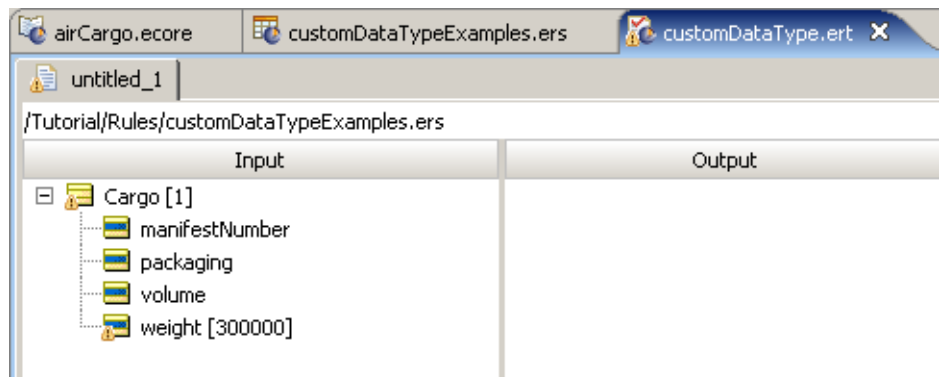 airCargo.ecore customDataTypeExamples.ers customDataType.ert
untitled_1
/Tutorial/Rules/customDataTypeExamples.ers
Input Output
Cargo [1]
manifestNumber
packaging
volume
weight [300000]